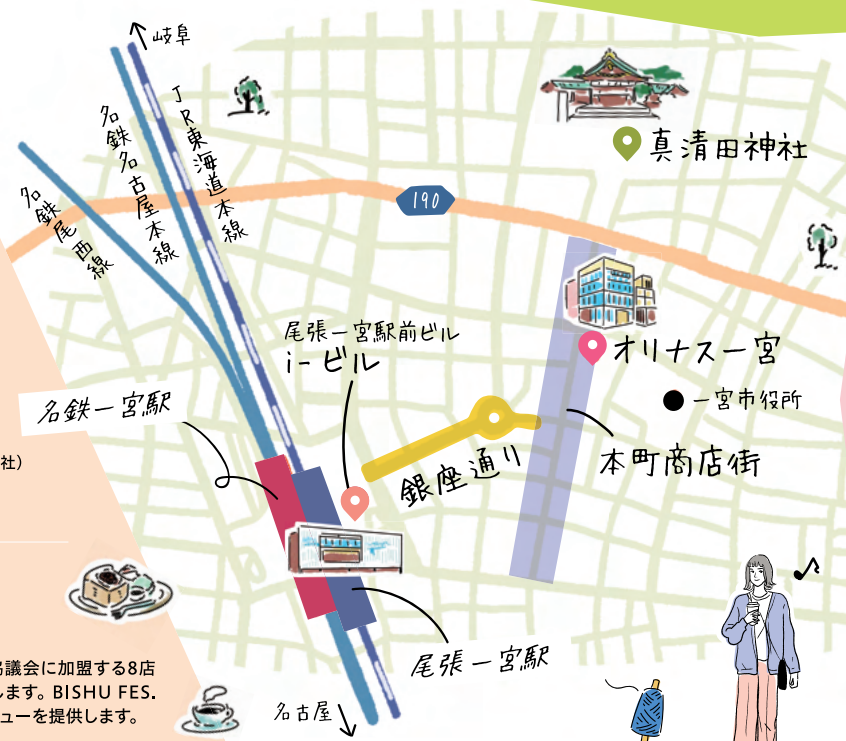 岐阜
JR東海道本線
名鉄名古屋本線
名鉄尾西線
190
真清田神社
尾張一宮駅前ビル
i-ビル
オリナス一宮
一宮市役所
名鉄一宮駅
銀座通り
本町商店街
社）
尾張一宮駅
名古屋
協議会に加盟する8店
します。BISHU FES.
ューを提供します。